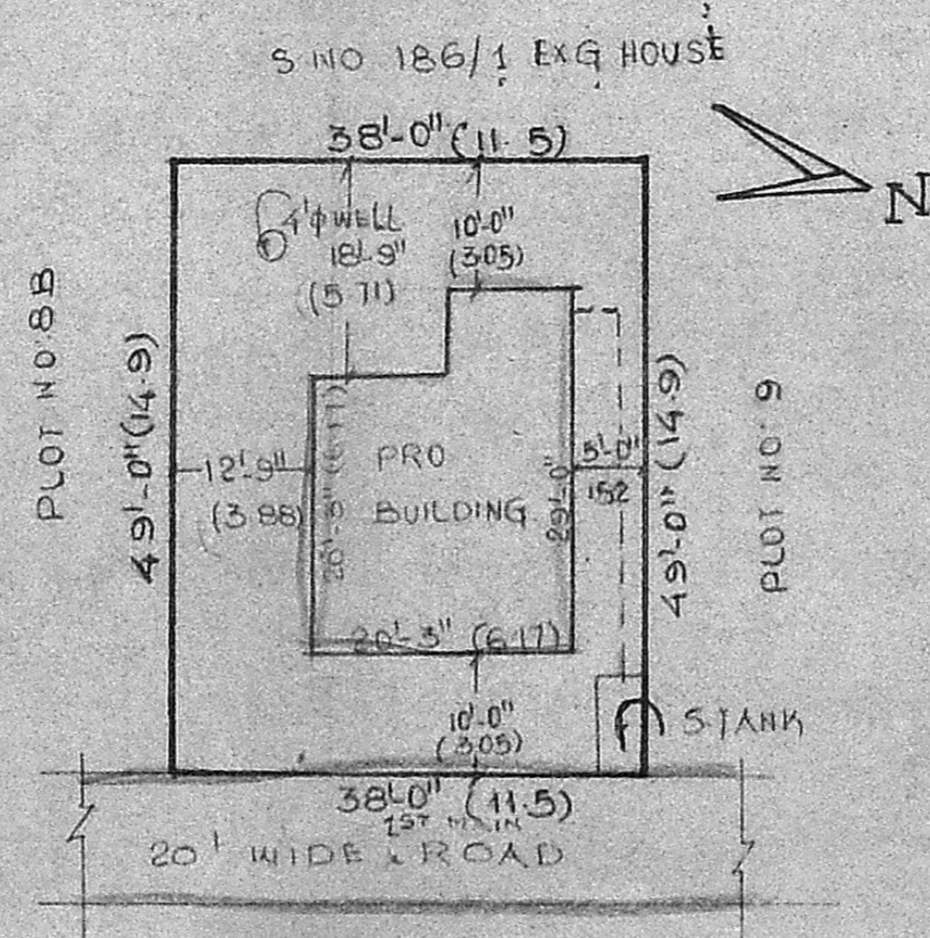 S NO 186/1 EXG HOUSE
38'-0" (11.5)
N
4'φ WELL
18'-9"
(5.71)
10'-0"
(3.05)
PLOT NO:8B
49'-0" (14.9)
12'-9"
(3.88)
PRO
BUILDING
29'-0"
5'-0"
152
49'-0" (14.9)
PLOT NO: 9
20'-3" (6.17)
10'-0"
(3.05)
S.TANK
38'-0" (11.5)
1ST MAIN
20' WIDE ROAD